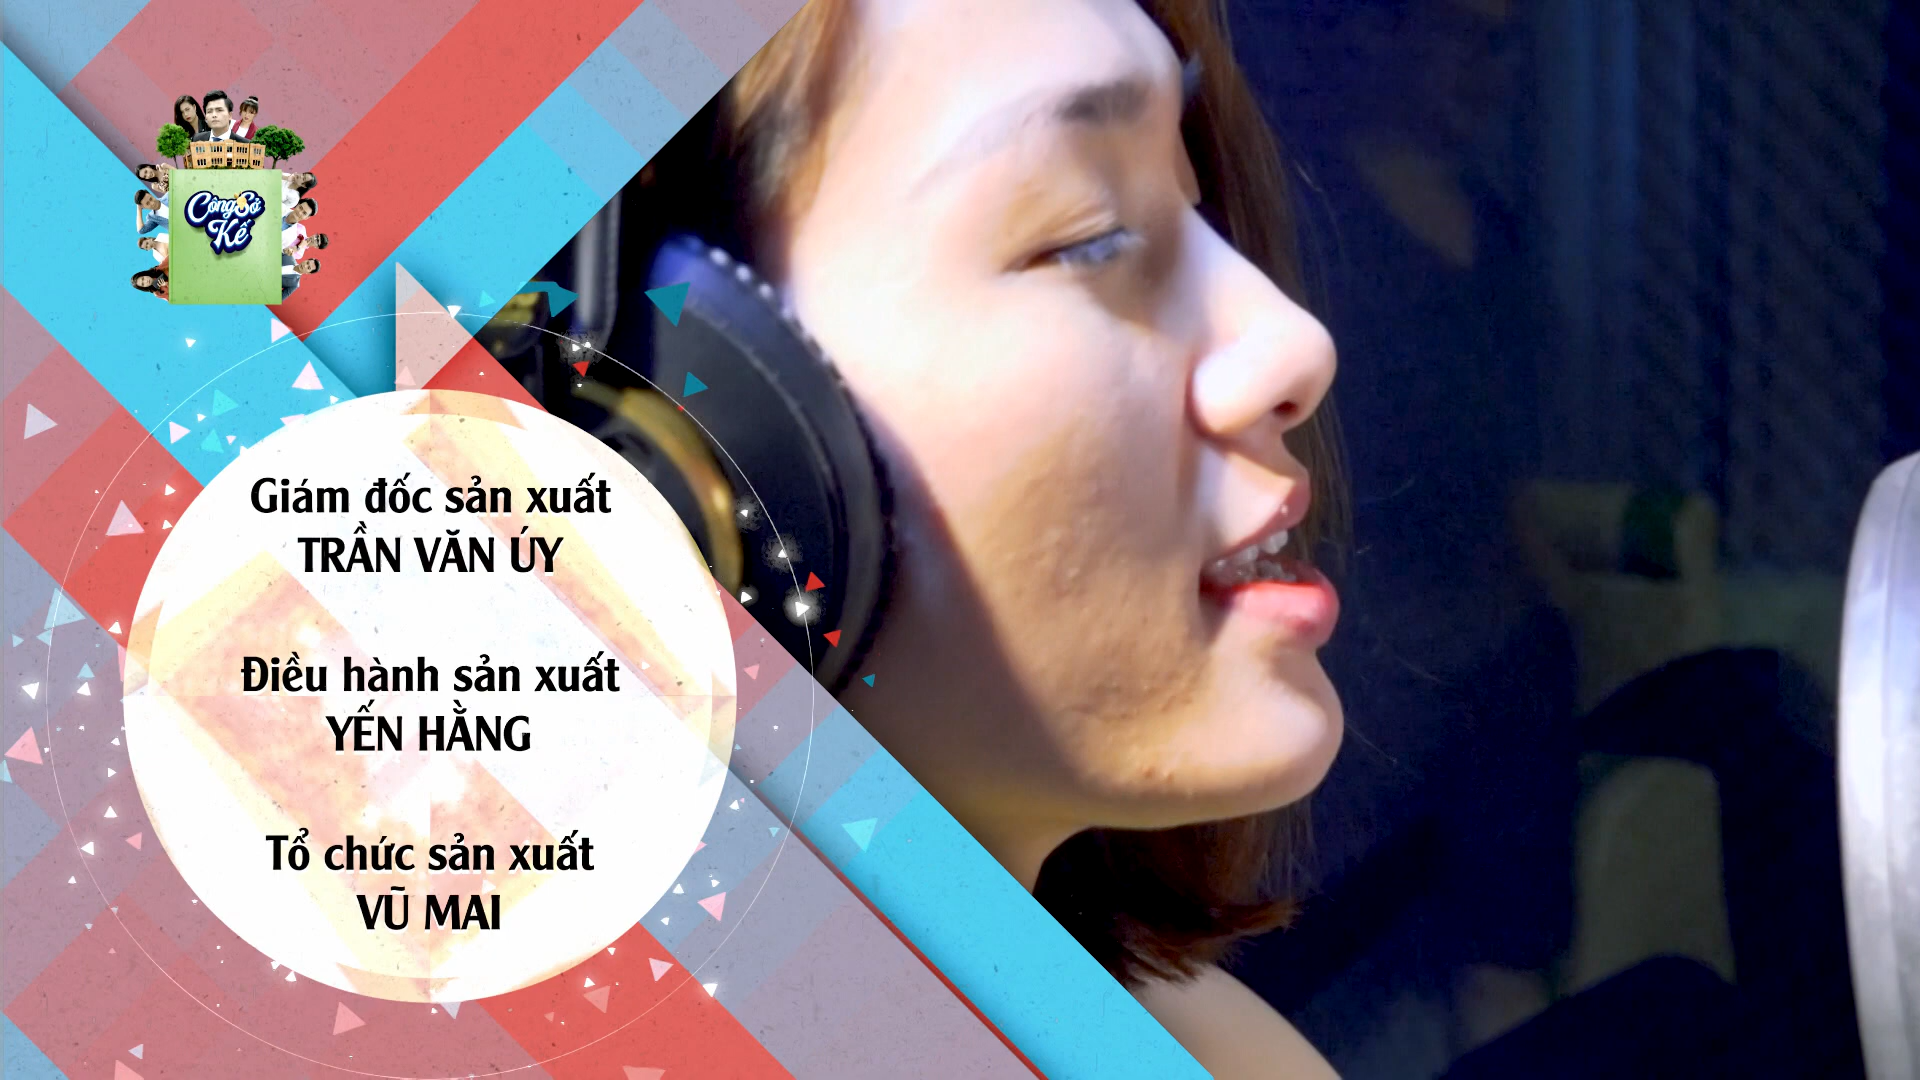 Công Sở
Kế
Giám đốc sản xuất
TRẦN VĂN ÚY
Điều hành sản xuất
YẾN HẰNG
Tổ chức sản xuất
VŨ MAI